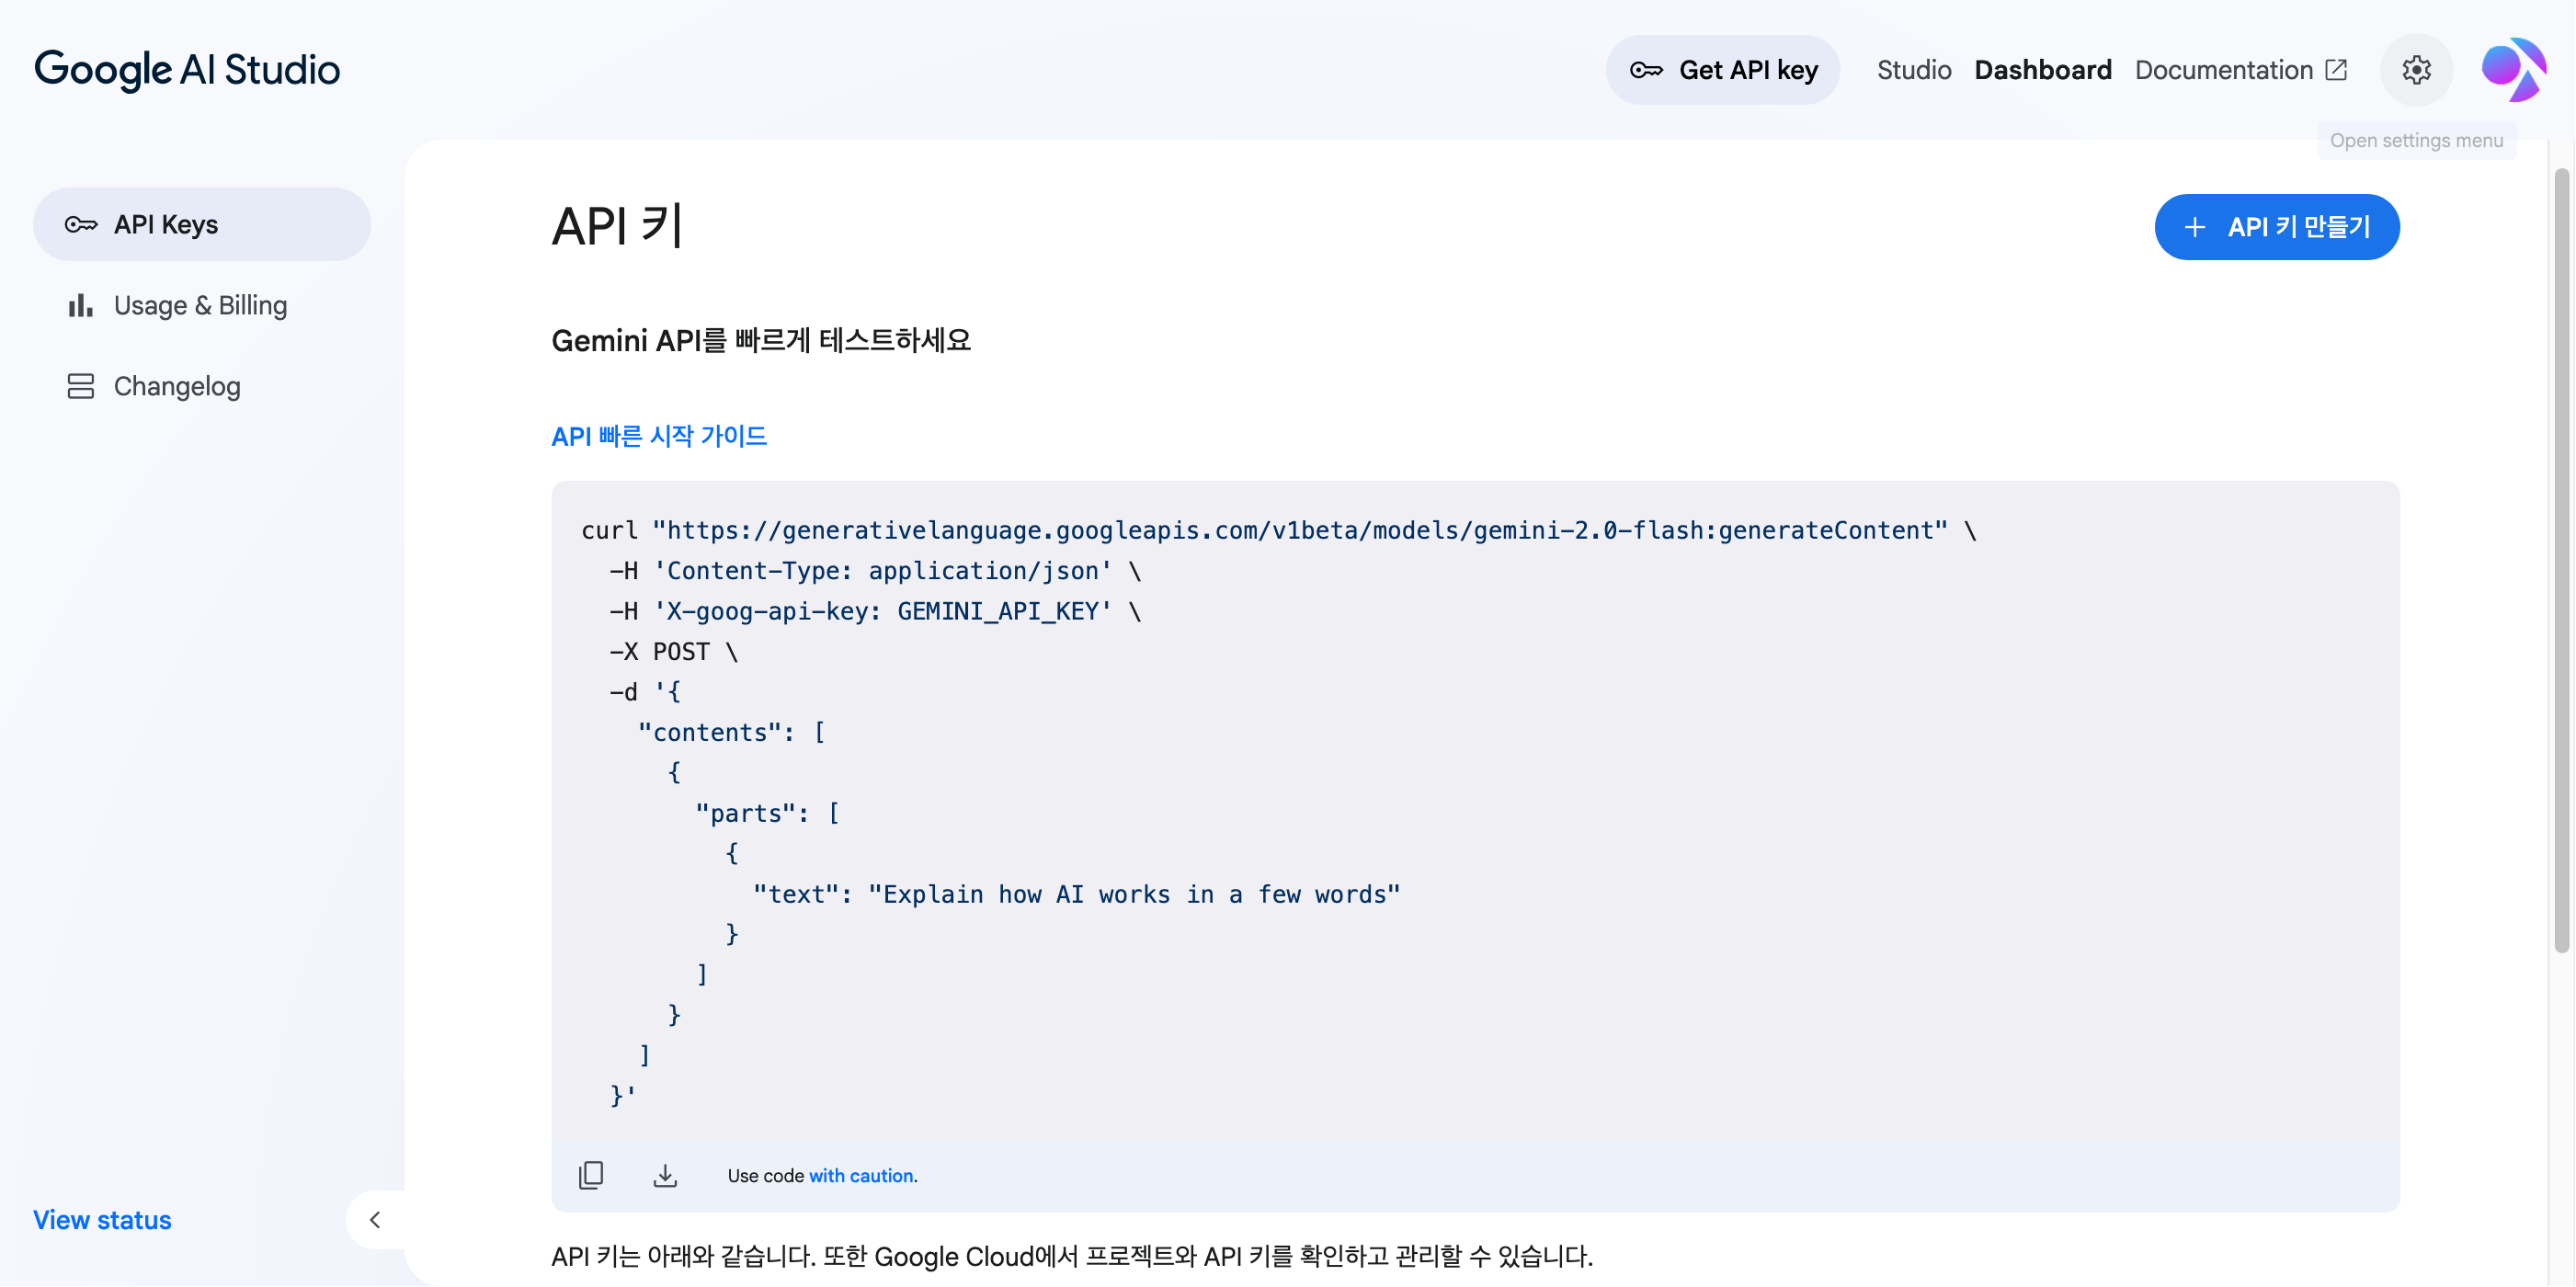 Google AI Studio
Get API key
Studio
Dashboard
Documentation
Open settings menu
API Keys
Usage & Billing
Changelog
View status
API 키
+ API 키 만들기
Gemini API를 빠르게 테스트하세요
API 빠른 시작 가이드
curl "https://generativelanguage.googleapis.com/v1beta/models/gemini-2.0-flash:generateContent" \
  -H 'Content-Type: application/json' \
  -H 'X-goog-api-key: GEMINI_API_KEY' \
  -X POST \
  -d '{
    "contents": [
      {
        "parts": [
          {
            "text": "Explain how AI works in a few words"
          }
        ]
      }
    ]
  }'
Use code with caution.
API 키는 아래와 같습니다. 또한 Google Cloud에서 프로젝트와 API 키를 확인하고 관리할 수 있습니다.